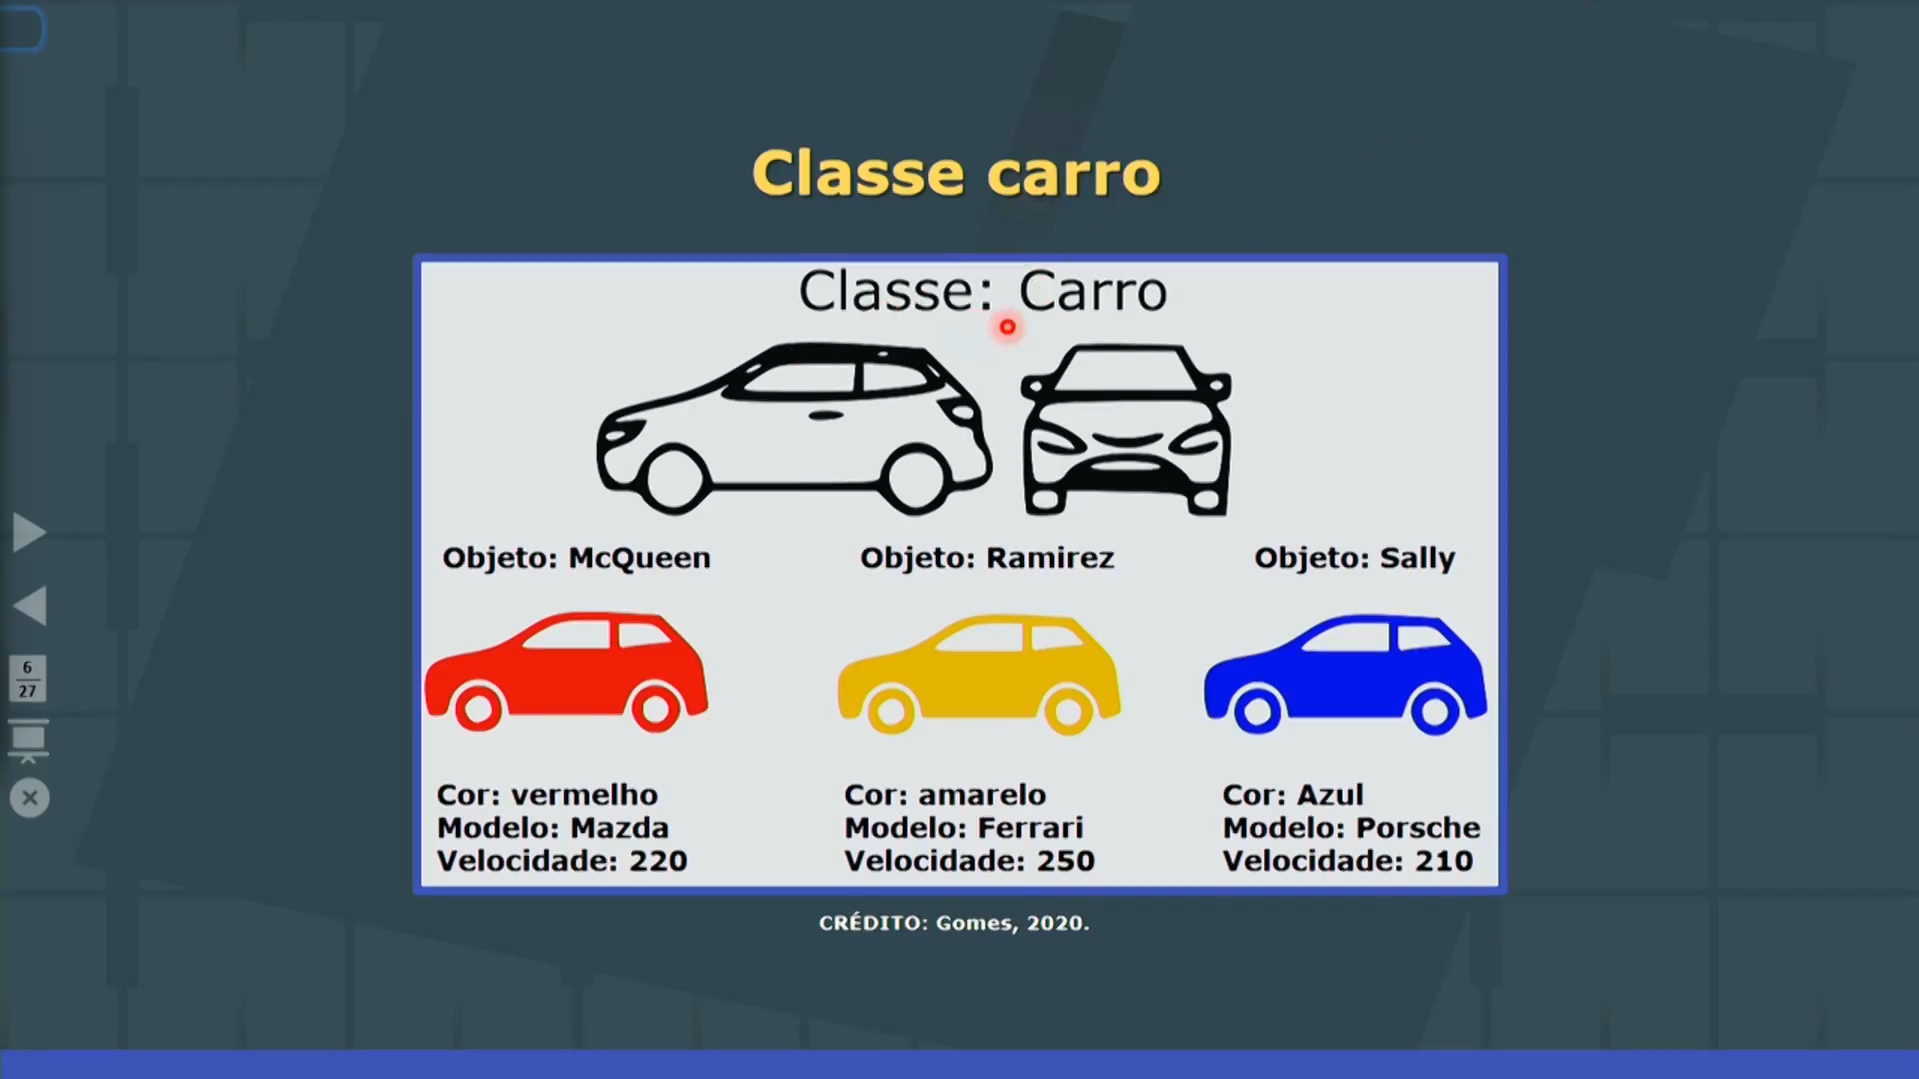 Classe carro
Classe: Carro
Objeto: McQueen
Objeto: Ramirez
Objeto: Sally
Cor: vermelho
Modelo: Mazda
Velocidade: 220
Cor: amarelo
Modelo: Ferrari
Velocidade: 250
Cor: Azul
Modelo: Porsche
Velocidade: 210
CRÉDITO: Gomes, 2020.
6
27